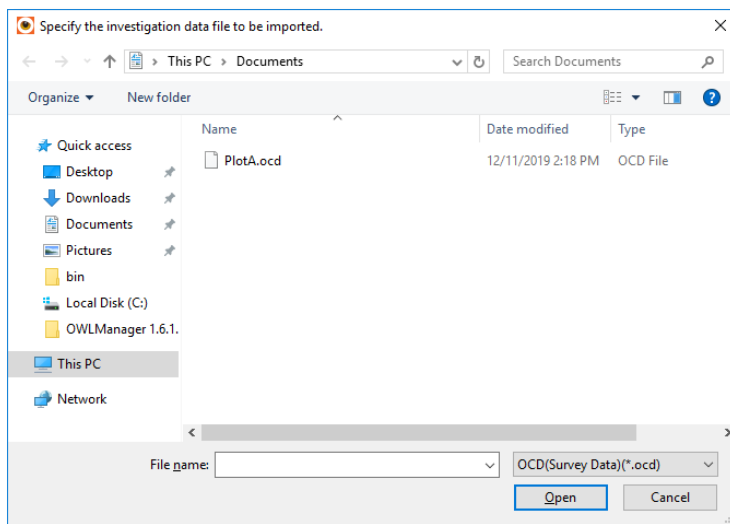 Specify the investigation data file to be imported.
This PC > Documents
Search Documents
Organize
New folder
Name
Date modified
Type
Quick access
PlotA.ocd
12/11/2019 2:18 PM
OCD File
Desktop
Downloads
Documents
Pictures
bin
Local Disk (C:)
OWLManager 1.6.1.
This PC
Network
File name:
OCD(Survey Data)(*.ocd)
Open
Cancel